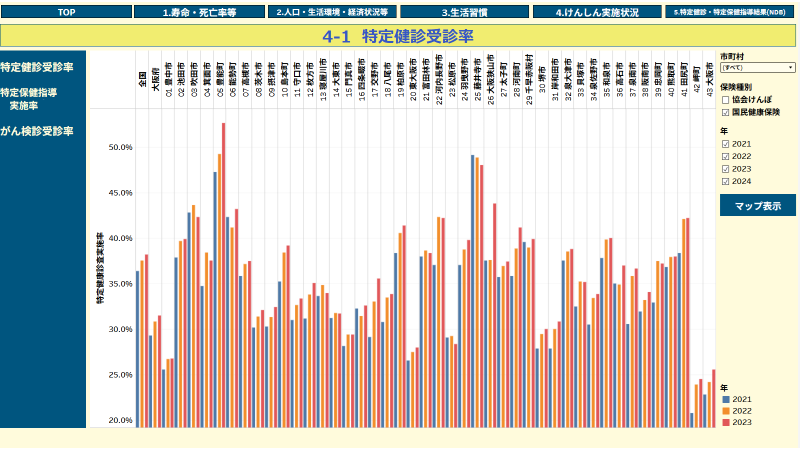 TOP
1.寿命・死亡率等
2.人口・生活環境・経済状況等
3.生活習慣
4.けんしん実施状況
5.特定健診・特定保健指導結果(NDB)
4-1 特定健診受診率
特定健診受診率
特定保健指導
実施率
がん検診受診率
全国
大阪府
01 豊中市
02 池田市
03 吹田市
04 箕面市
05 豊能町
06 能勢町
07 高槻市
08 茨木市
09 摂津市
10 島本町
11 守口市
12 枚方市
13 寝屋川市
14 大東市
15 門真市
16 四条畷市
17 交野市
18 八尾市
19 柏原市
20 東大阪市
21 富田林市
22 河内長野市
23 松原市
24 羽曳野市
25 藤井寺市
26 大阪狭山市
27 太子町
28 河南町
29 千早赤阪村
30 堺市
31 岸和田市
32 泉大津市
33 貝塚市
34 泉佐野市
35 和泉市
36 高石市
37 泉南市
38 阪南市
39 忠岡町
40 熊取町
41 田尻町
42 岬町
43 大阪市
特定健康診査実施率
50.0%
45.0%
40.0%
35.0%
30.0%
25.0%
20.0%
市町村
(すべて)
保険種別
協会けんぽ
国民健康保険
年
2021
2022
2023
2024
マップ表示
年
2021
2022
2023